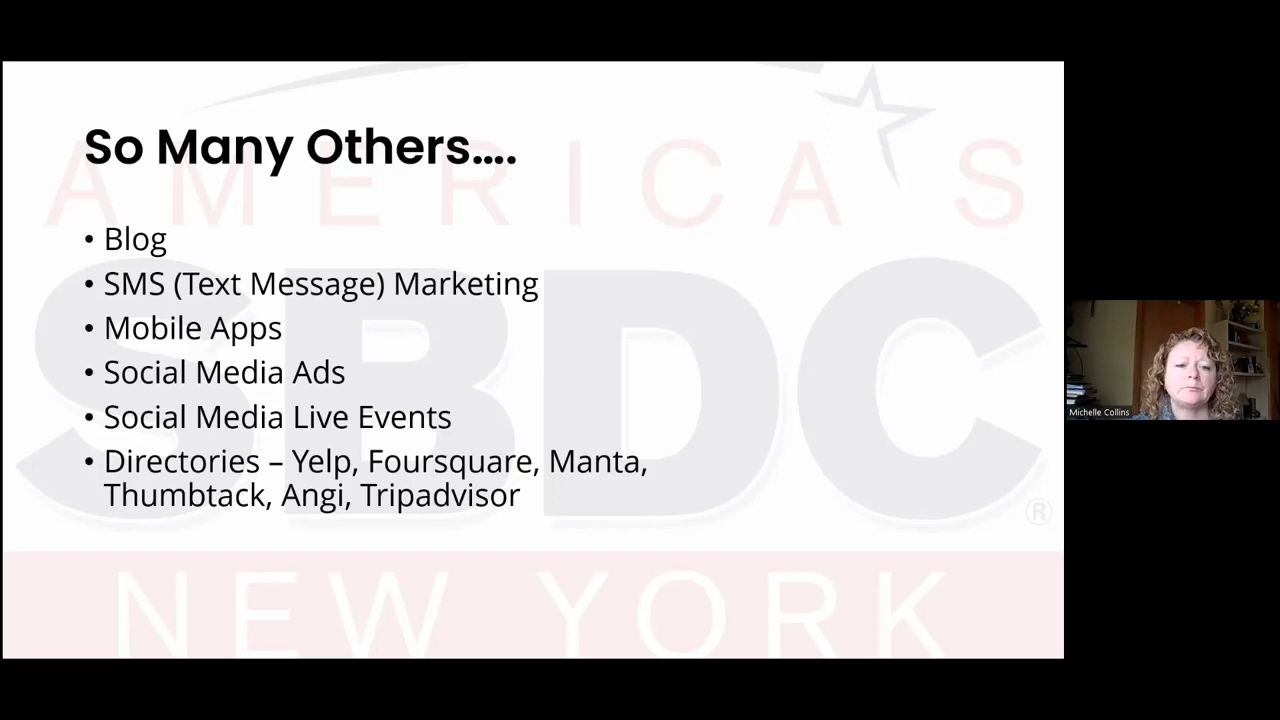 So Many Others....
• Blog
• SMS (Text Message) Marketing
• Mobile Apps
• Social Media Ads
• Social Media Live Events
• Directories – Yelp, Foursquare, Manta,
Thumbtack, Angi, Tripadvisor
AMERICA'S
SBDC®
NEW YORK
Michelle Collins